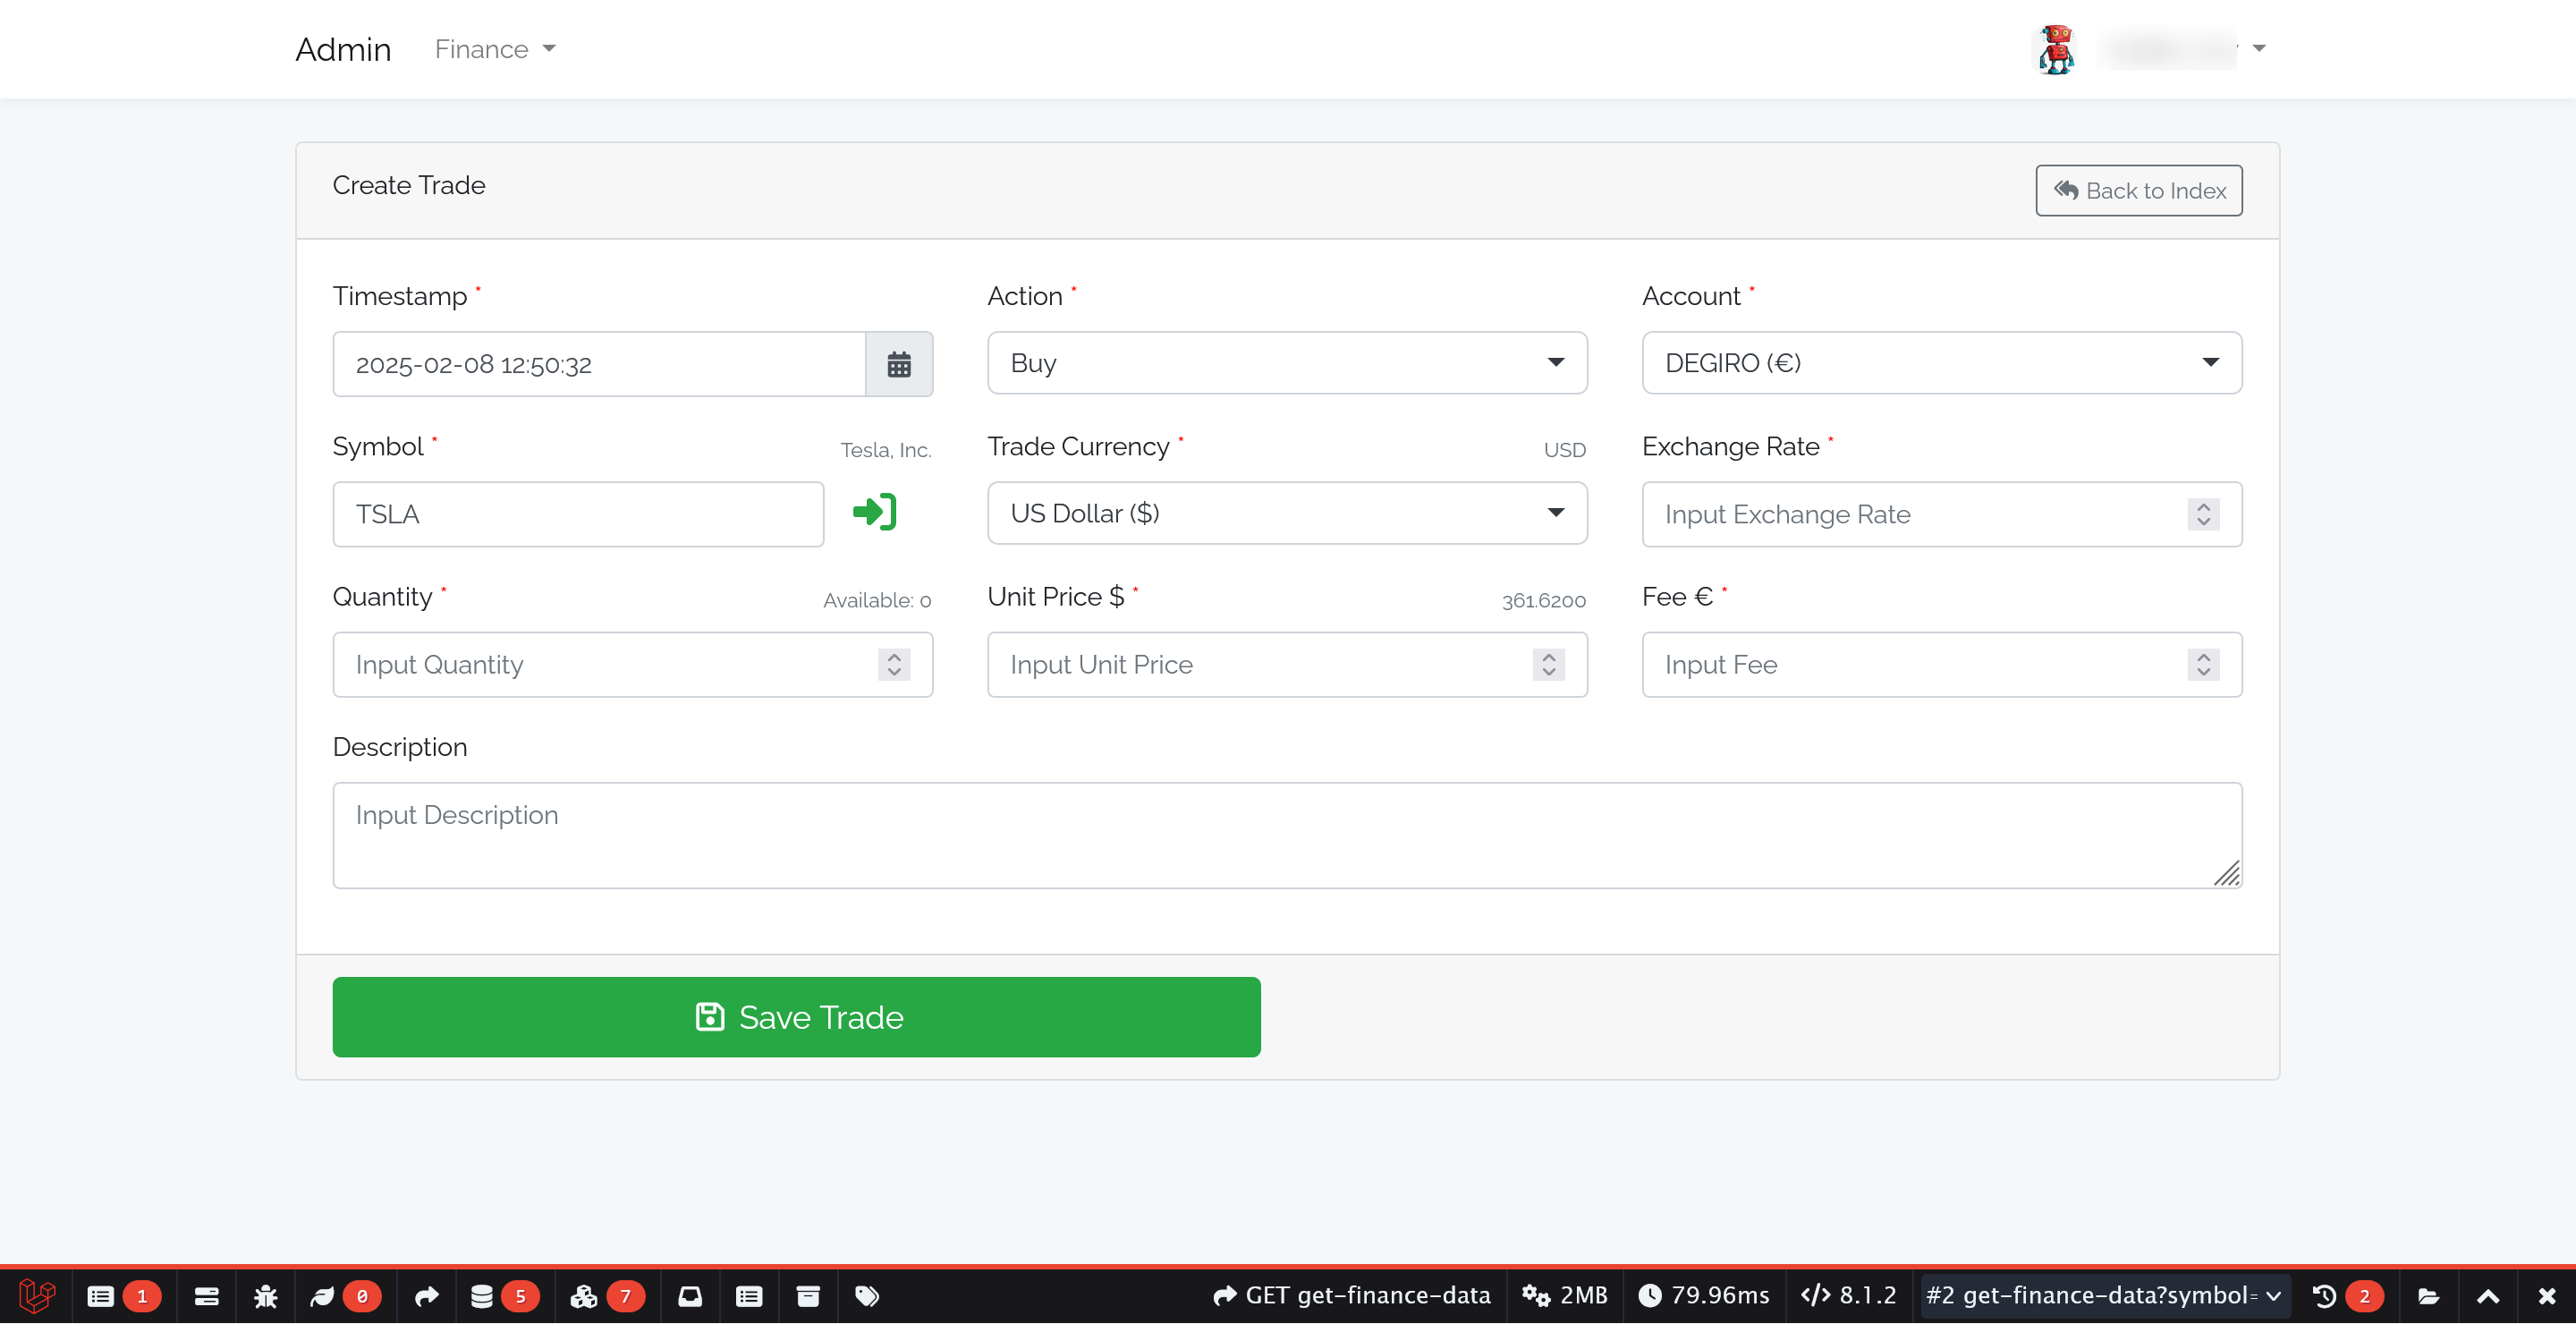 Admin Finance
Create Trade Back to Index
Timestamp * Action * Account *
2025-02-08 12:50:32 Buy DEGIRO (€)
Symbol * Tesla, Inc. Trade Currency * USD Exchange Rate *
TSLA US Dollar ($) Input Exchange Rate
Quantity * Available: 0 Unit Price $ * 361.6200 Fee € *
Input Quantity Input Unit Price Input Fee
Description
Input Description
Save Trade
1 0 5 7 GET get-finance-data 2MB 79.96ms 8.1.2 #2 get-finance-data?symbol= 2